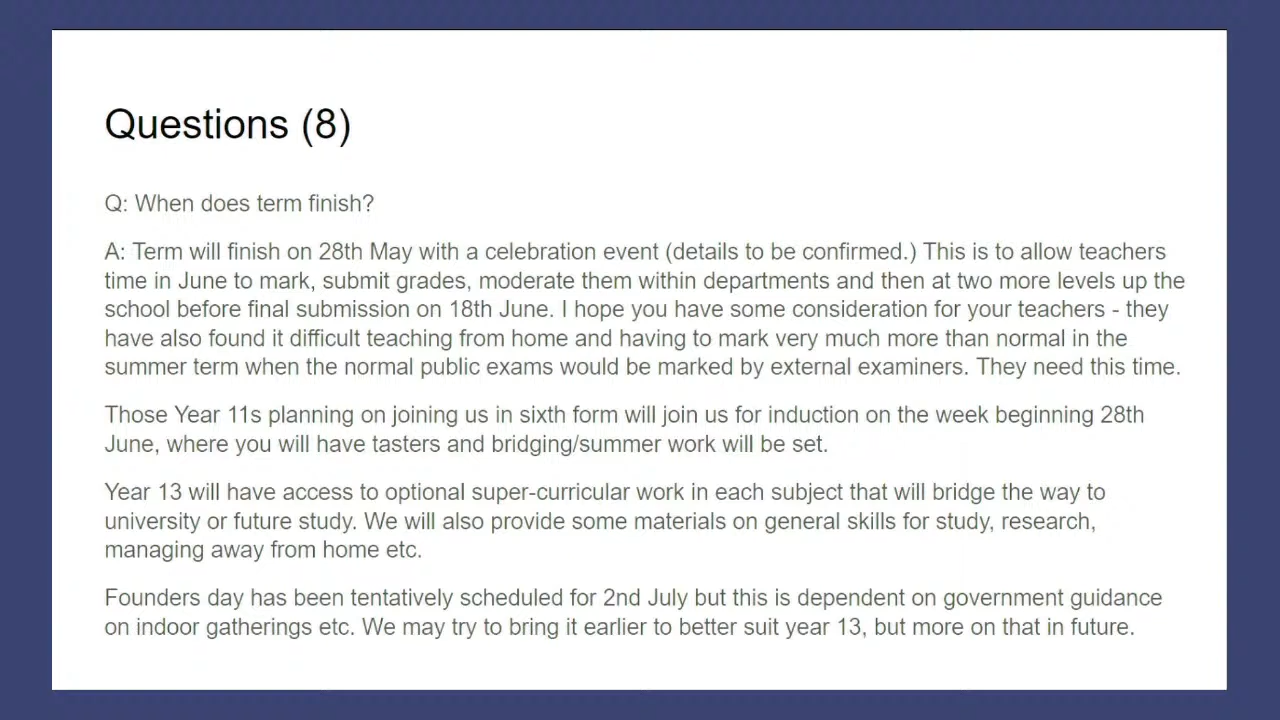 Questions (8)
Q: When does term finish?
A: Term will finish on 28th May with a celebration event (details to be confirmed.) This is to allow teachers
time in June to mark, submit grades, moderate them within departments and then at two more levels up the
school before final submission on 18th June. I hope you have some consideration for your teachers - they
have also found it difficult teaching from home and having to mark very much more than normal in the
summer term when the normal public exams would be marked by external examiners. They need this time.
Those Year 11s planning on joining us in sixth form will join us for induction on the week beginning 28th
June, where you will have tasters and bridging/summer work will be set.
Year 13 will have access to optional super-curricular work in each subject that will bridge the way to
university or future study. We will also provide some materials on general skills for study, research,
managing away from home etc.
Founders day has been tentatively scheduled for 2nd July but this is dependent on government guidance
on indoor gatherings etc. We may try to bring it earlier to better suit year 13, but more on that in future.